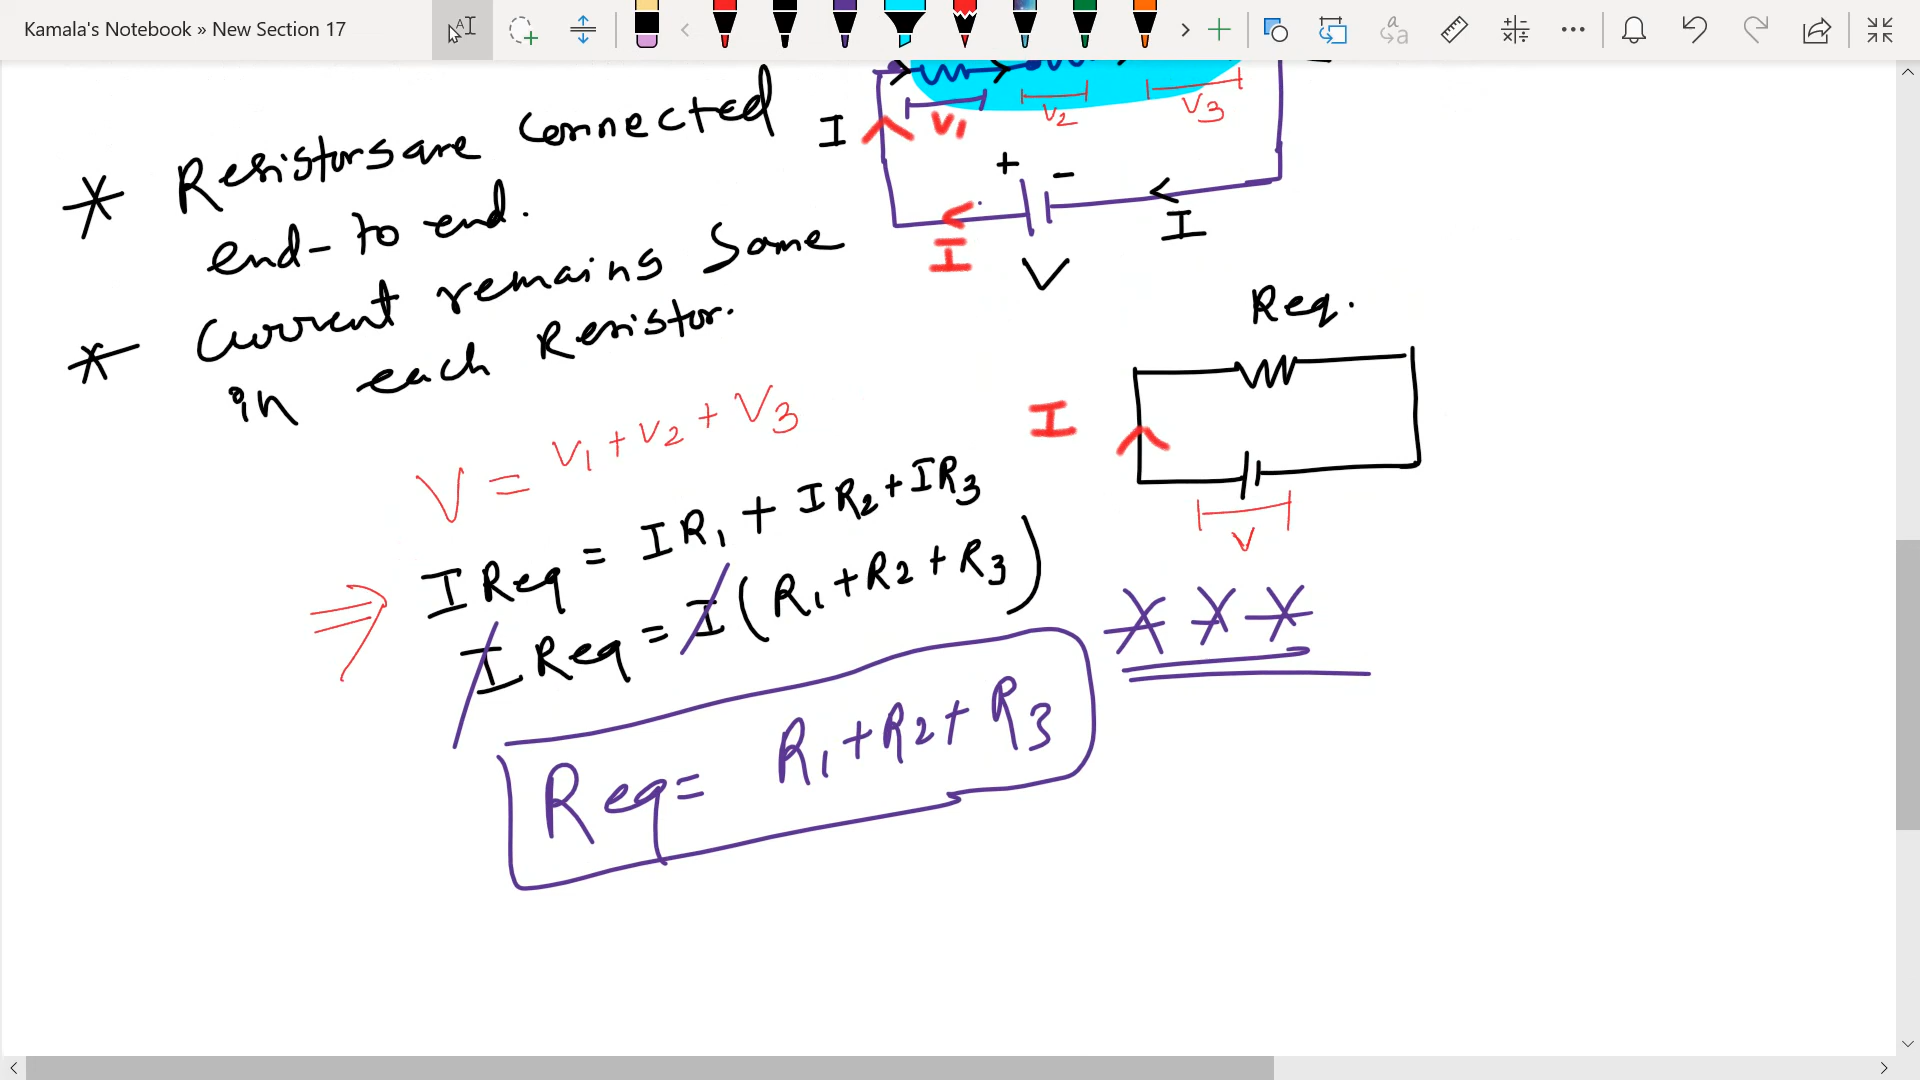 Kamala's Notebook » New Section 17
V1 V2 V3
I
+ -
I I
V
* Resistors are connected
end-to end.
* Current remains Same
in each Resistor.
Req.
I
V
V = V1 + V2 + V3
⇒ I Req = IR1 + IR2 + IR3
I Req = I (R1 + R2 + R3)
* * *
Req = R1 + R2 + R3